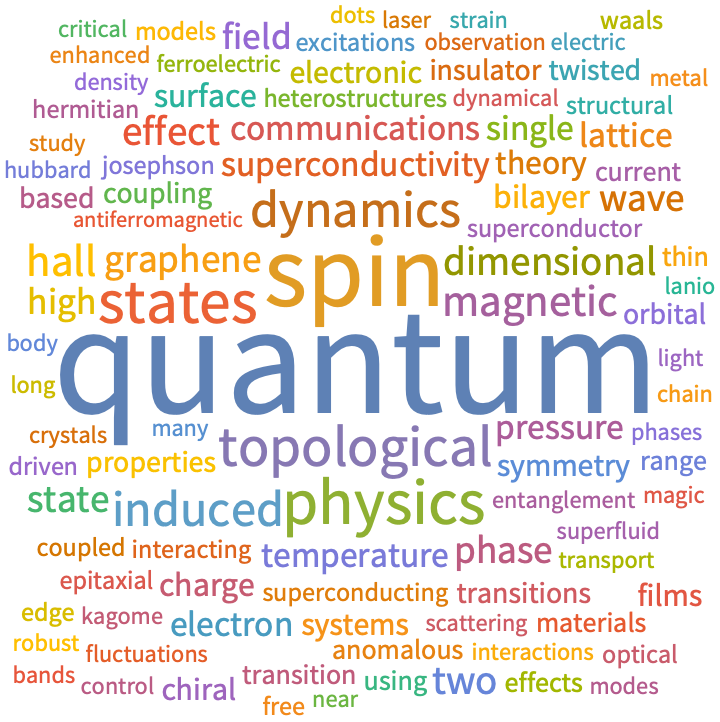 dots laser strain waals
critical models field excitations observation electric
enhanced ferroelectric electronic insulator twisted metal
density surface heterostructures dynamical structural
hermitian effect communications single lattice
study
hubbard josephson superconductivity theory current
based coupling bilayer wave
antiferromagnetic dynamics superconductor
hall graphene spin dimensional thin
high states magnetic orbital lanio
quantum
body light
long chain
crystals many topological pressure phases
driven properties symmetry range
state induced physics entanglement magic
superfluid
coupled interacting temperature phase transport
epitaxial charge superconducting transitions films
edge kagome electron systems scattering materials
robust fluctuations anomalous interactions optical
bands control chiral transition using two effects modes
free near